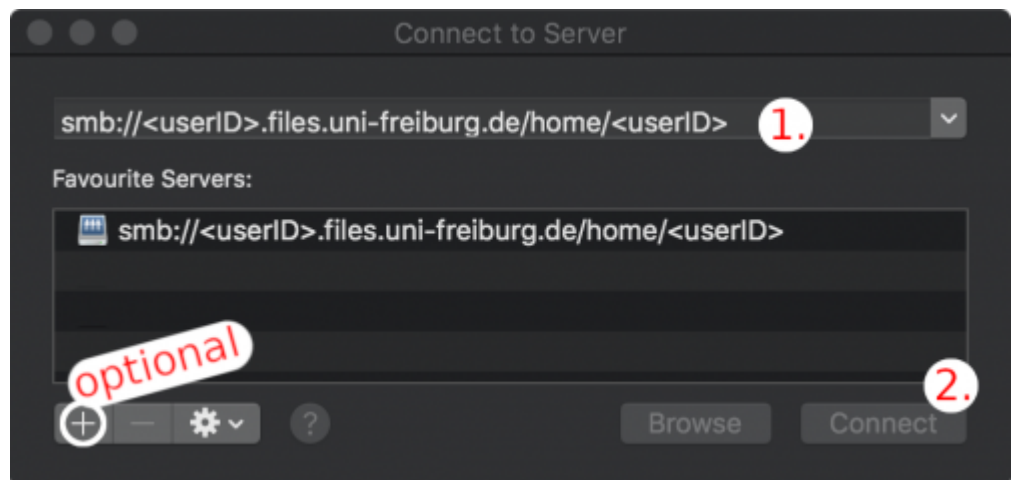 Connect to Server
smb://<userID>.files.uni-freiburg.de/home/<userID> 1.
Favourite Servers:
smb://<userID>.files.uni-freiburg.de/home/<userID>
optional
2.
+ − ? Browse Connect